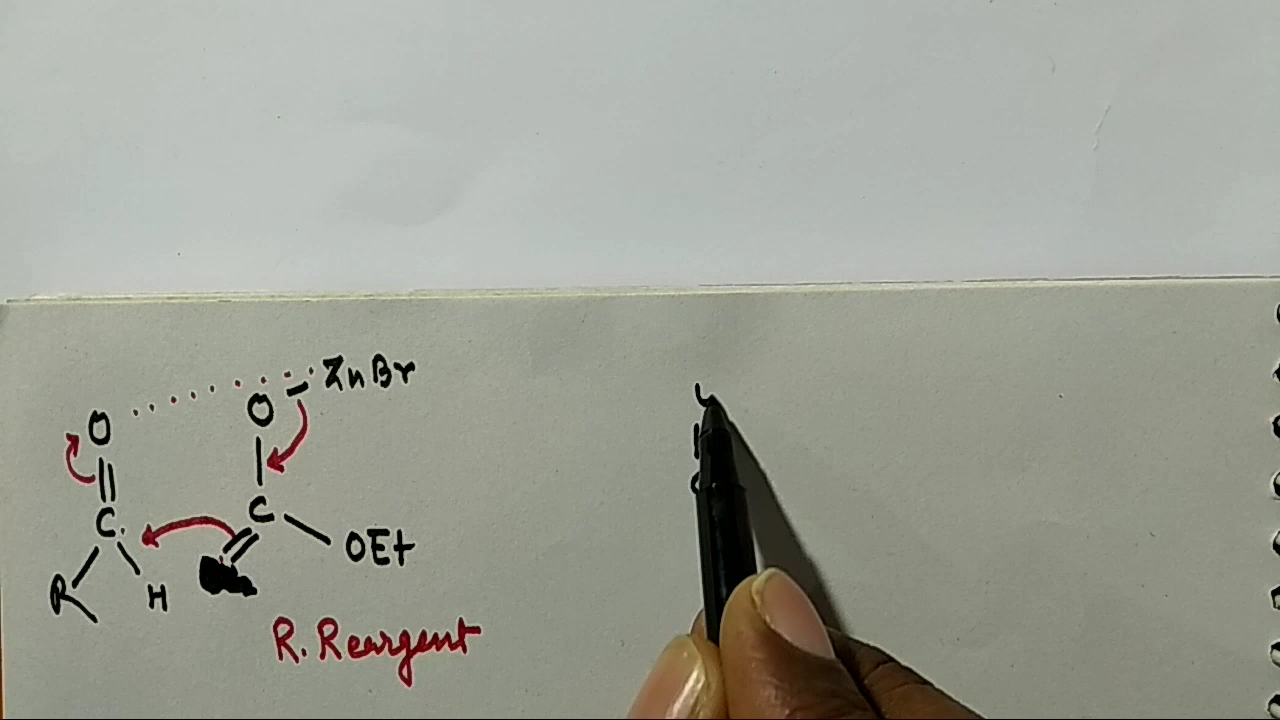 ZnBr
O O
C C
OEt
R H
R. Reargent